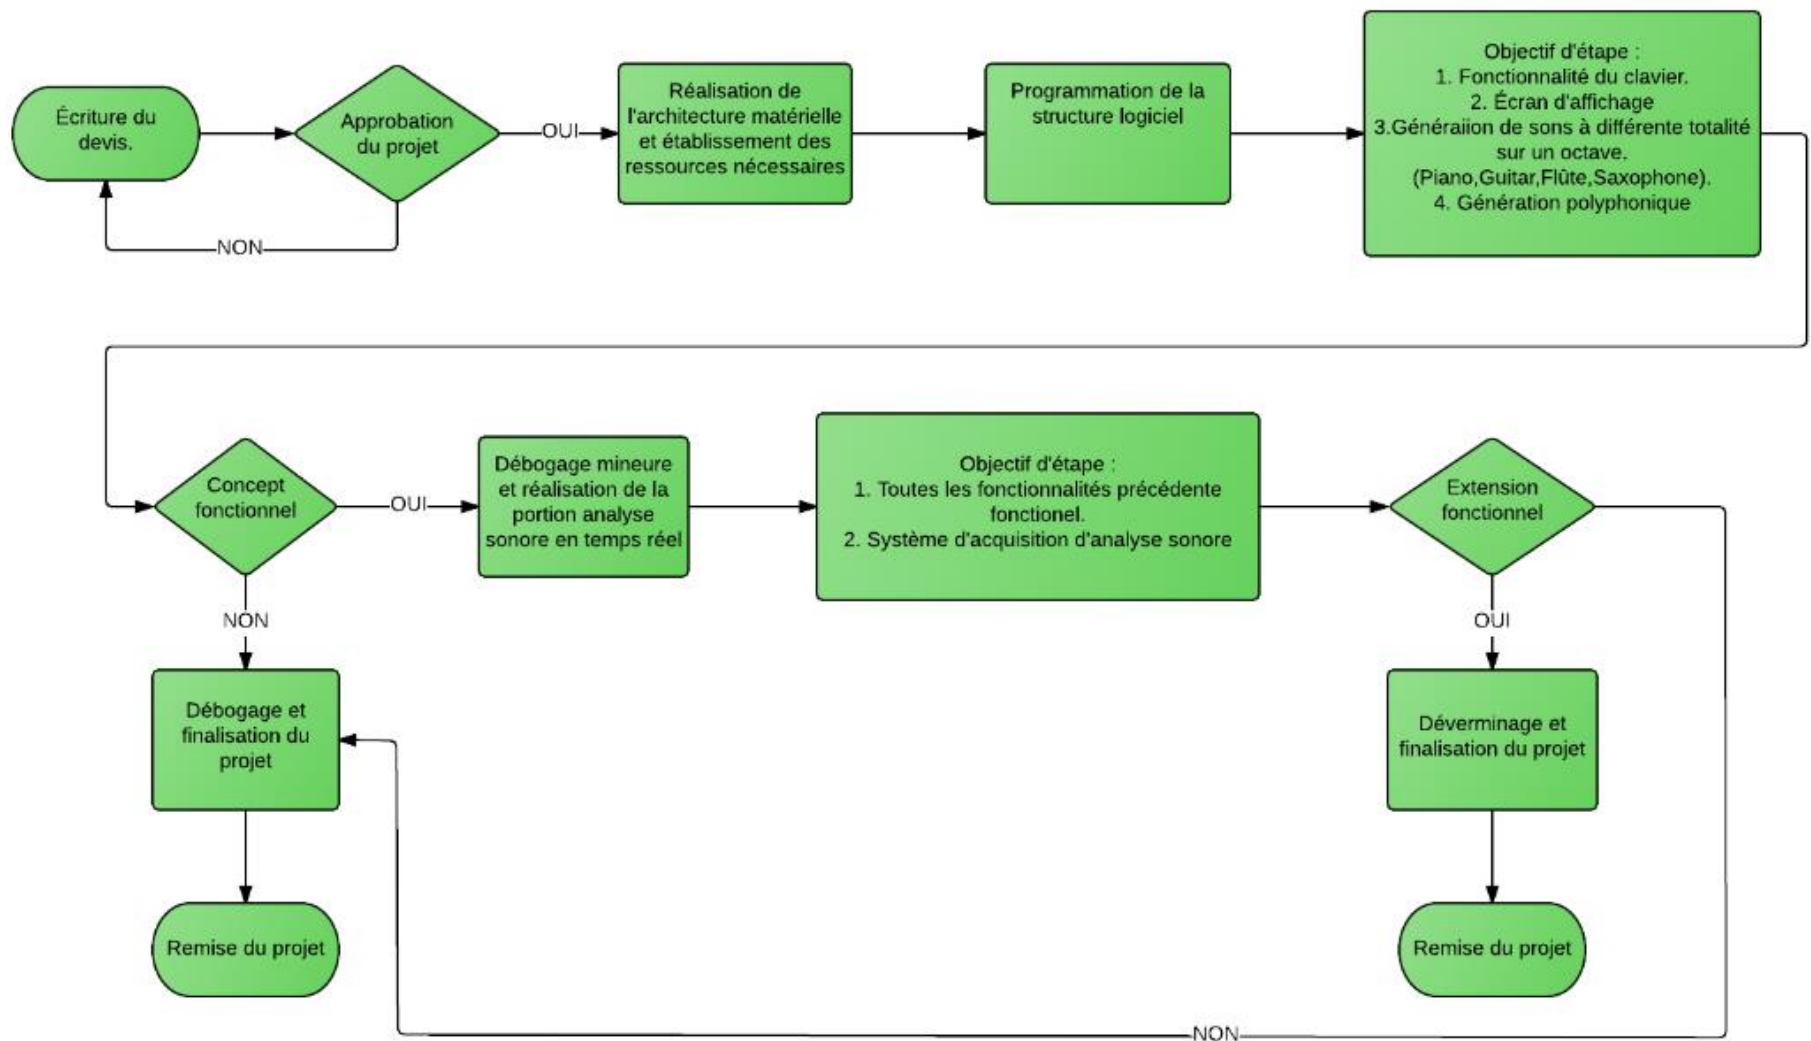 Écriture du
devis.
Approbation
du projet
OUI
NON
Réalisation de
l'architecture matérielle
et établissement des
ressources nécessaires
Programmation de la
structure logiciel
Objectif d'étape :
1. Fonctionnalité du clavier.
2. Écran d'affichage
3.Généraiion de sons à différente totalité
sur un octave.
(Piano,Guitar,Flûte,Saxophone).
4. Génération polyphonique
Concept
fonctionnel
OUI
NON
Débogage mineure
et réalisation de la
portion analyse
sonore en temps réel
Objectif d'étape :
1. Toutes les fonctionnalités précédente
fonctionel.
2. Système d'acquisition d'analyse sonore
Extension
fonctionnel
OUI
NON
Débogage et
finalisation du
projet
Remise du projet
Déverminage et
finalisation du projet
Remise du projet